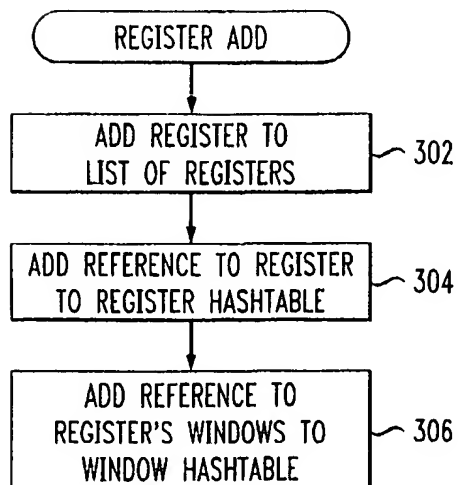 REGISTER ADD
ADD REGISTER TO
LIST OF REGISTERS
302
ADD REFERENCE TO REGISTER
TO REGISTER HASHTABLE
304
ADD REFERENCE TO
REGISTER'S WINDOWS TO
WINDOW HASHTABLE
306